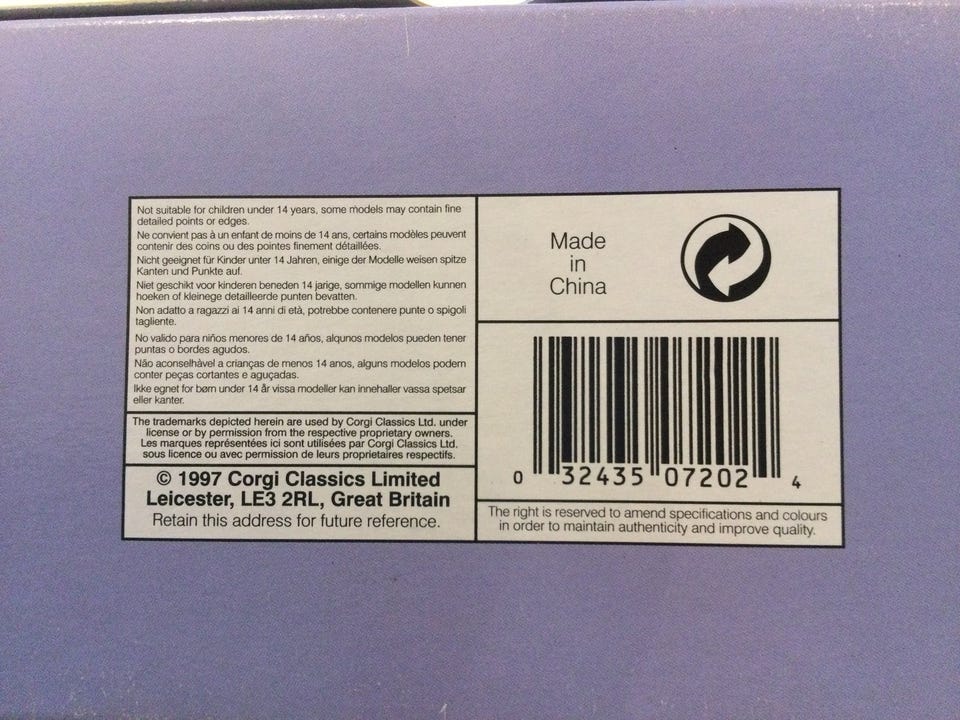 Not suitable for children under 14 years, some models may contain fine
detailed points or edges.
Ne convient pas à un enfant de moins de 14 ans, certains modèles peuvent
contenir des coins ou des pointes finement détaillées.
Nicht geeignet für Kinder unter 14 Jahren, einige der Modelle weisen spitze
Kanten und Punkte auf.
Niet geschikt voor kinderen beneden 14 jarige, sommige modellen kunnen
hoeken of kleinege detailleerde punten bevatten.
Non adatto a ragazzi ai 14 anni di età, potrebbe contenere punte o spigoli
tagliente.
No valido para niños menores de 14 años, alqunos modelos pueden tener
puntas o bordes agudos.
Não aconselhàvel a crianças de menos 14 anos, alguns modelos podem
conter peças cortantes e aguçadas.
Ikke egnet for børn under 14 år vissa modeller kan innehaller vassa spetsar
eller kanter.
The trademarks depicted herein are used by Corgi Classics Ltd. under
license or by permission from the respective proprietary owners.
Les marques représentées ici sont utilisées par Corgi Classics Ltd.
sous licence ou avec permission de leurs proprietaires respectifs.
© 1997 Corgi Classics Limited
Leicester, LE3 2RL, Great Britain
Retain this address for future reference.
Made
in
China
0 32435 07202 4
The right is reserved to amend specifications and colours
in order to maintain authenticity and improve quality.